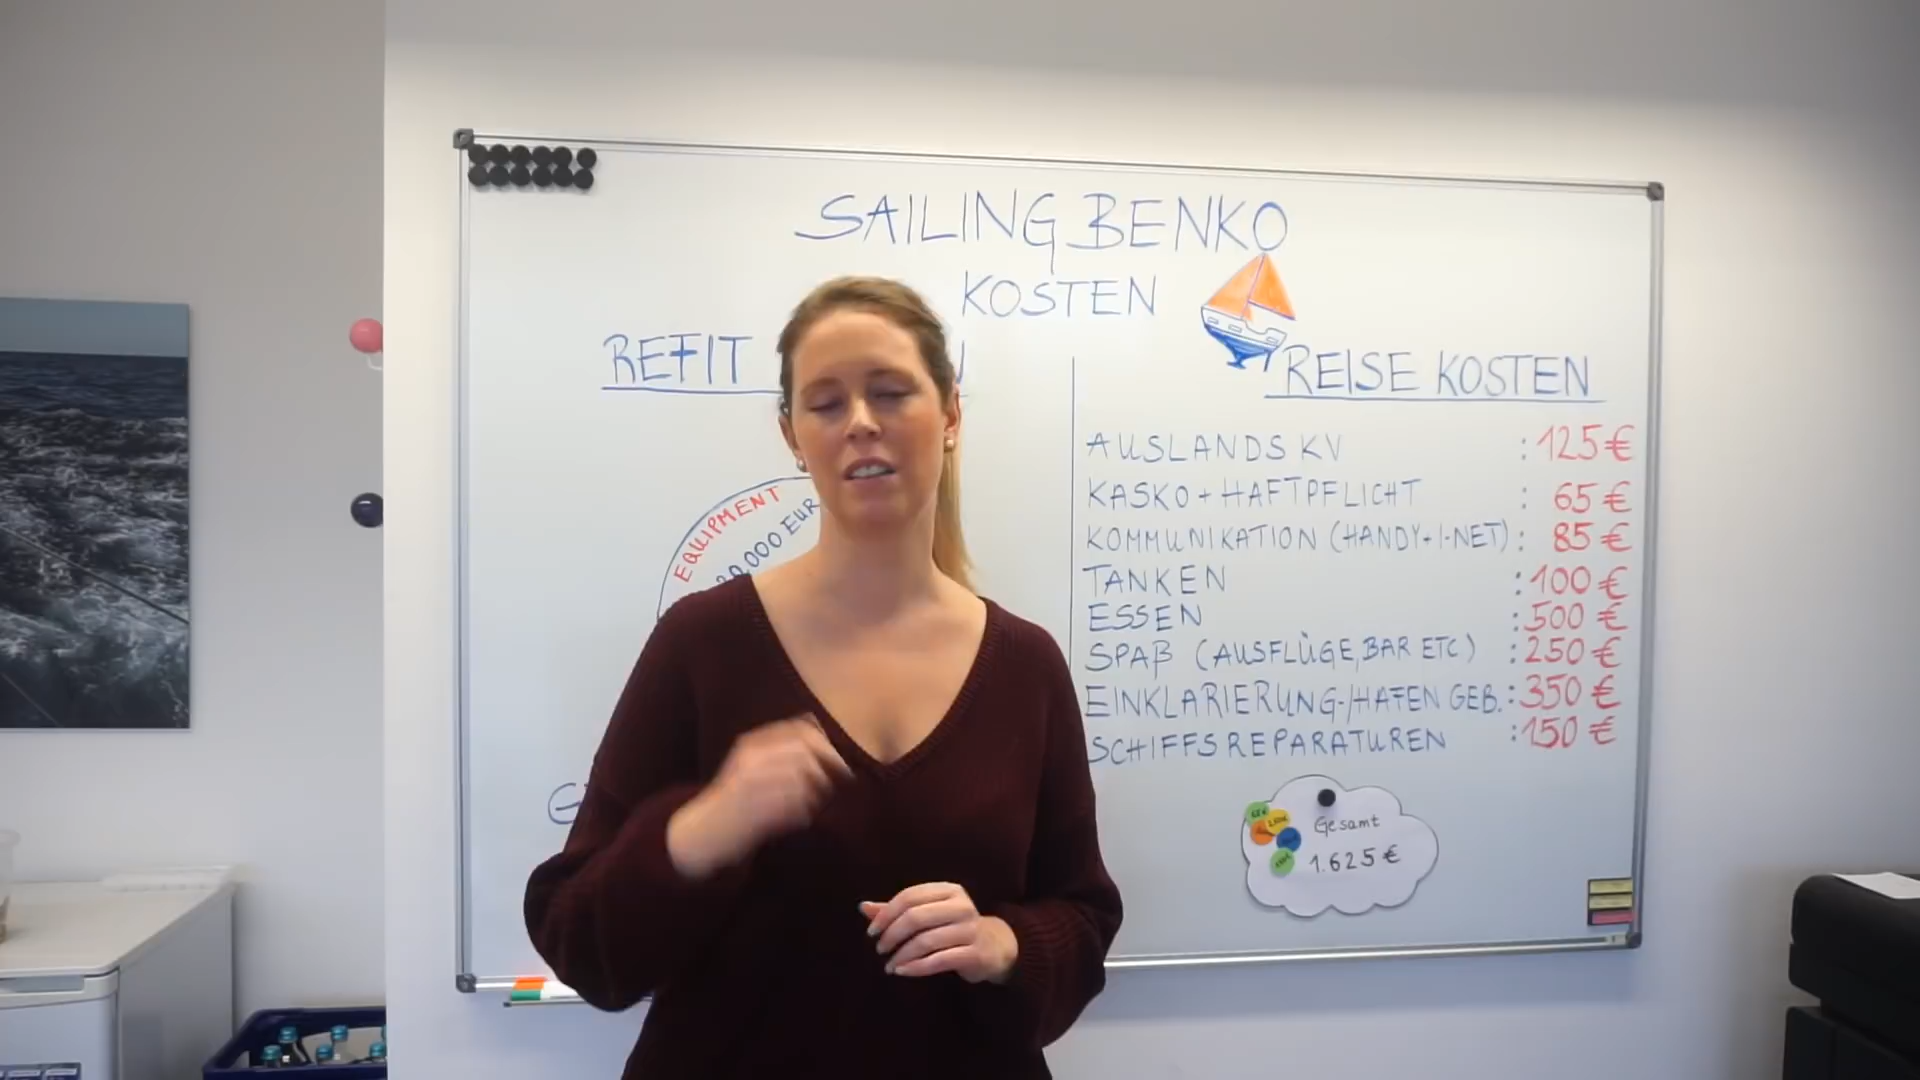 SAILING BENKO
KOSTEN
REFIT
EQUIPMENT
EUR
REISE KOSTEN
AUSLANDS KV : 125 €
KASKO + HAFTPFLICHT : 65 €
KOMMUNIKATION (HANDY + I-NET) : 85 €
TANKEN : 100 €
ESSEN : 500 €
SPAß (AUSFLÜGE, BAR ETC) : 250 €
EINKLARIERUNG-/HAFEN GEB. : 350 €
SCHIFFSREPARATUREN : 150 €
Gesamt
1.625 €